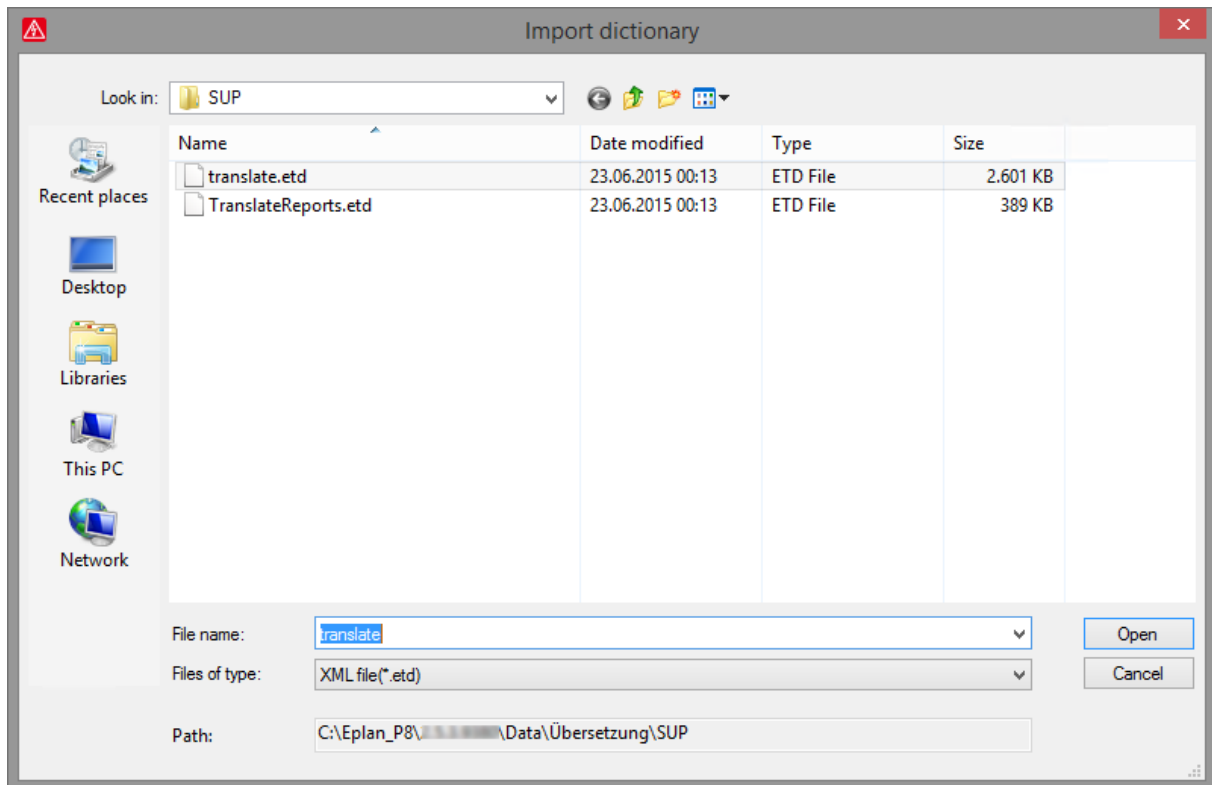 Import dictionary
Look in: SUP
Name Date modified Type Size
translate.etd 23.06.2015 00:13 ETD File 2.601 KB
TranslateReports.etd 23.06.2015 00:13 ETD File 389 KB
Recent places
Desktop
Libraries
This PC
Network
File name: translate Open
Files of type: XML file(*.etd) Cancel
Path: C:\Eplan_P8\ \Data\Übersetzung\SUP